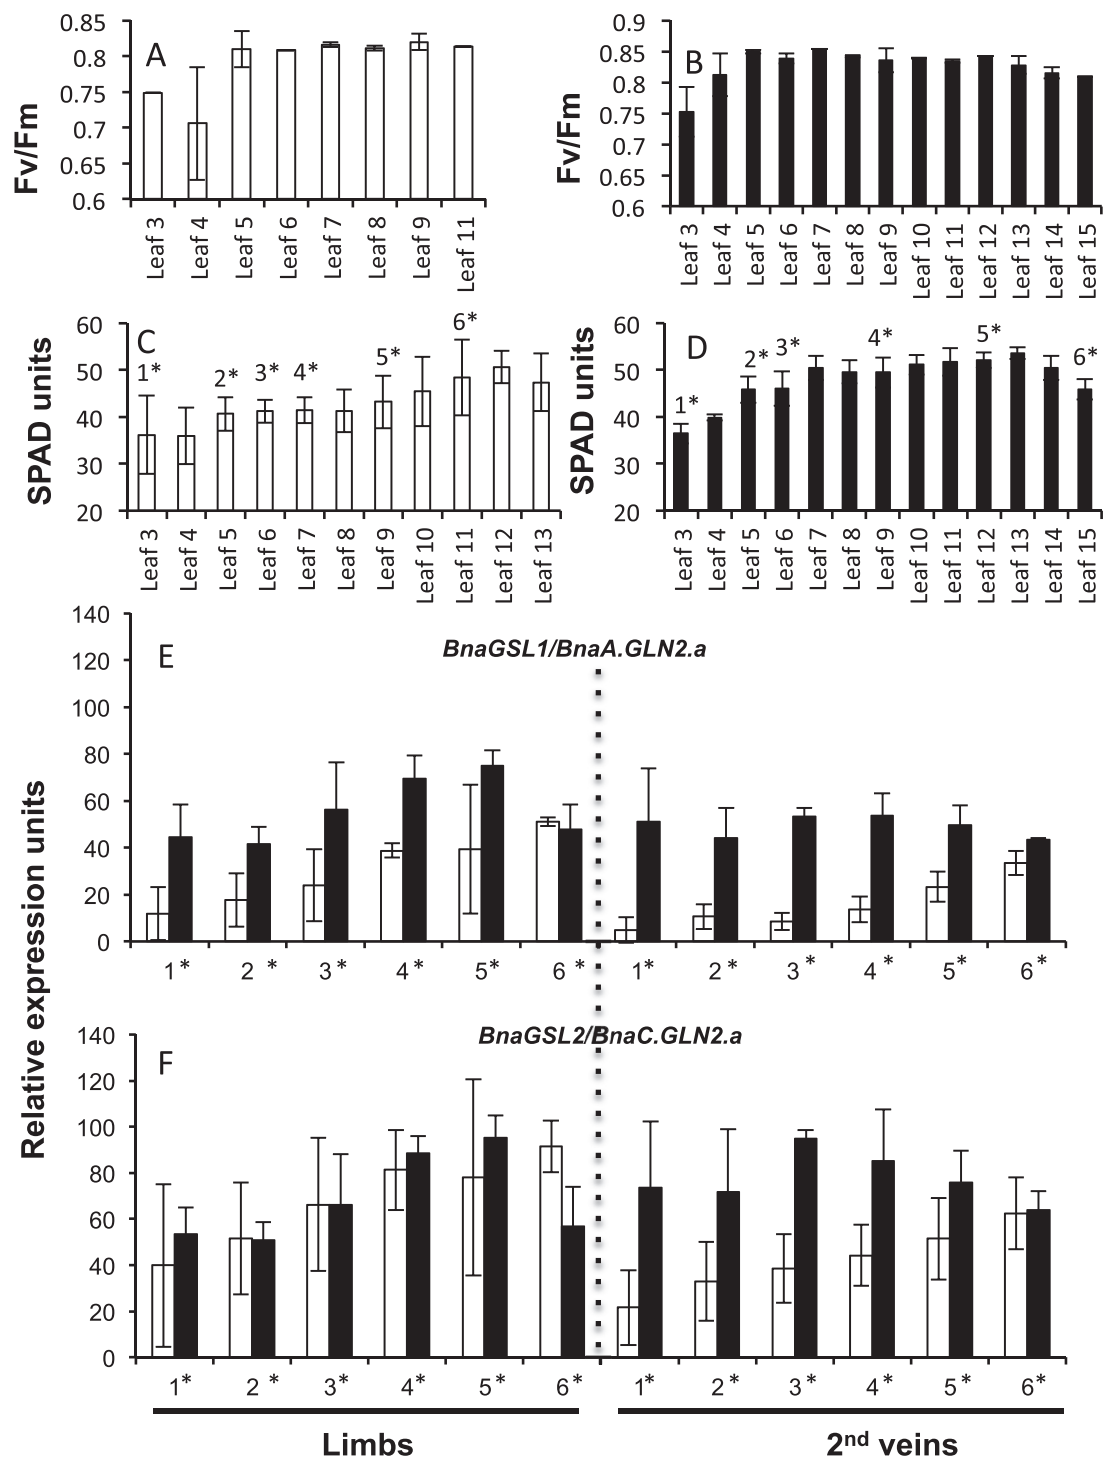 A
0.85
0.8
0.75
0.7
0.65
0.6
Fv/Fm
Leaf 3
Leaf 4
Leaf 5
Leaf 6
Leaf 7
Leaf 8
Leaf 9
Leaf 11
B
0.9
0.85
0.8
0.75
0.7
0.65
0.6
Fv/Fm
Leaf 3
Leaf 4
Leaf 5
Leaf 6
Leaf 7
Leaf 8
Leaf 9
Leaf 10
Leaf 11
Leaf 12
Leaf 13
Leaf 14
Leaf 15
C
60
50
40
30
20
SPAD units
1*
2*
3*
4*
5*
6*
Leaf 3
Leaf 4
Leaf 5
Leaf 6
Leaf 7
Leaf 8
Leaf 9
Leaf 10
Leaf 11
Leaf 12
Leaf 13
D
60
50
40
30
20
SPAD units
1*
2*
3*
4*
5*
6*
Leaf 3
Leaf 4
Leaf 5
Leaf 6
Leaf 7
Leaf 8
Leaf 9
Leaf 10
Leaf 11
Leaf 12
Leaf 13
Leaf 14
Leaf 15
Relative expression units
E
BnaGSL1/BnaA.GLN2.a
140
120
100
80
60
40
20
0
1* 2 * 3 * 4 * 5* 6 * 1* 2 * 3 * 4 * 5* 6 *
F
BnaGSL2/BnaC.GLN2.a
140
120
100
80
60
40
20
0
1* 2 * 3* 4* 5* 6* 1* 2 * 3* 4* 5* 6 *
Limbs
2nd veins